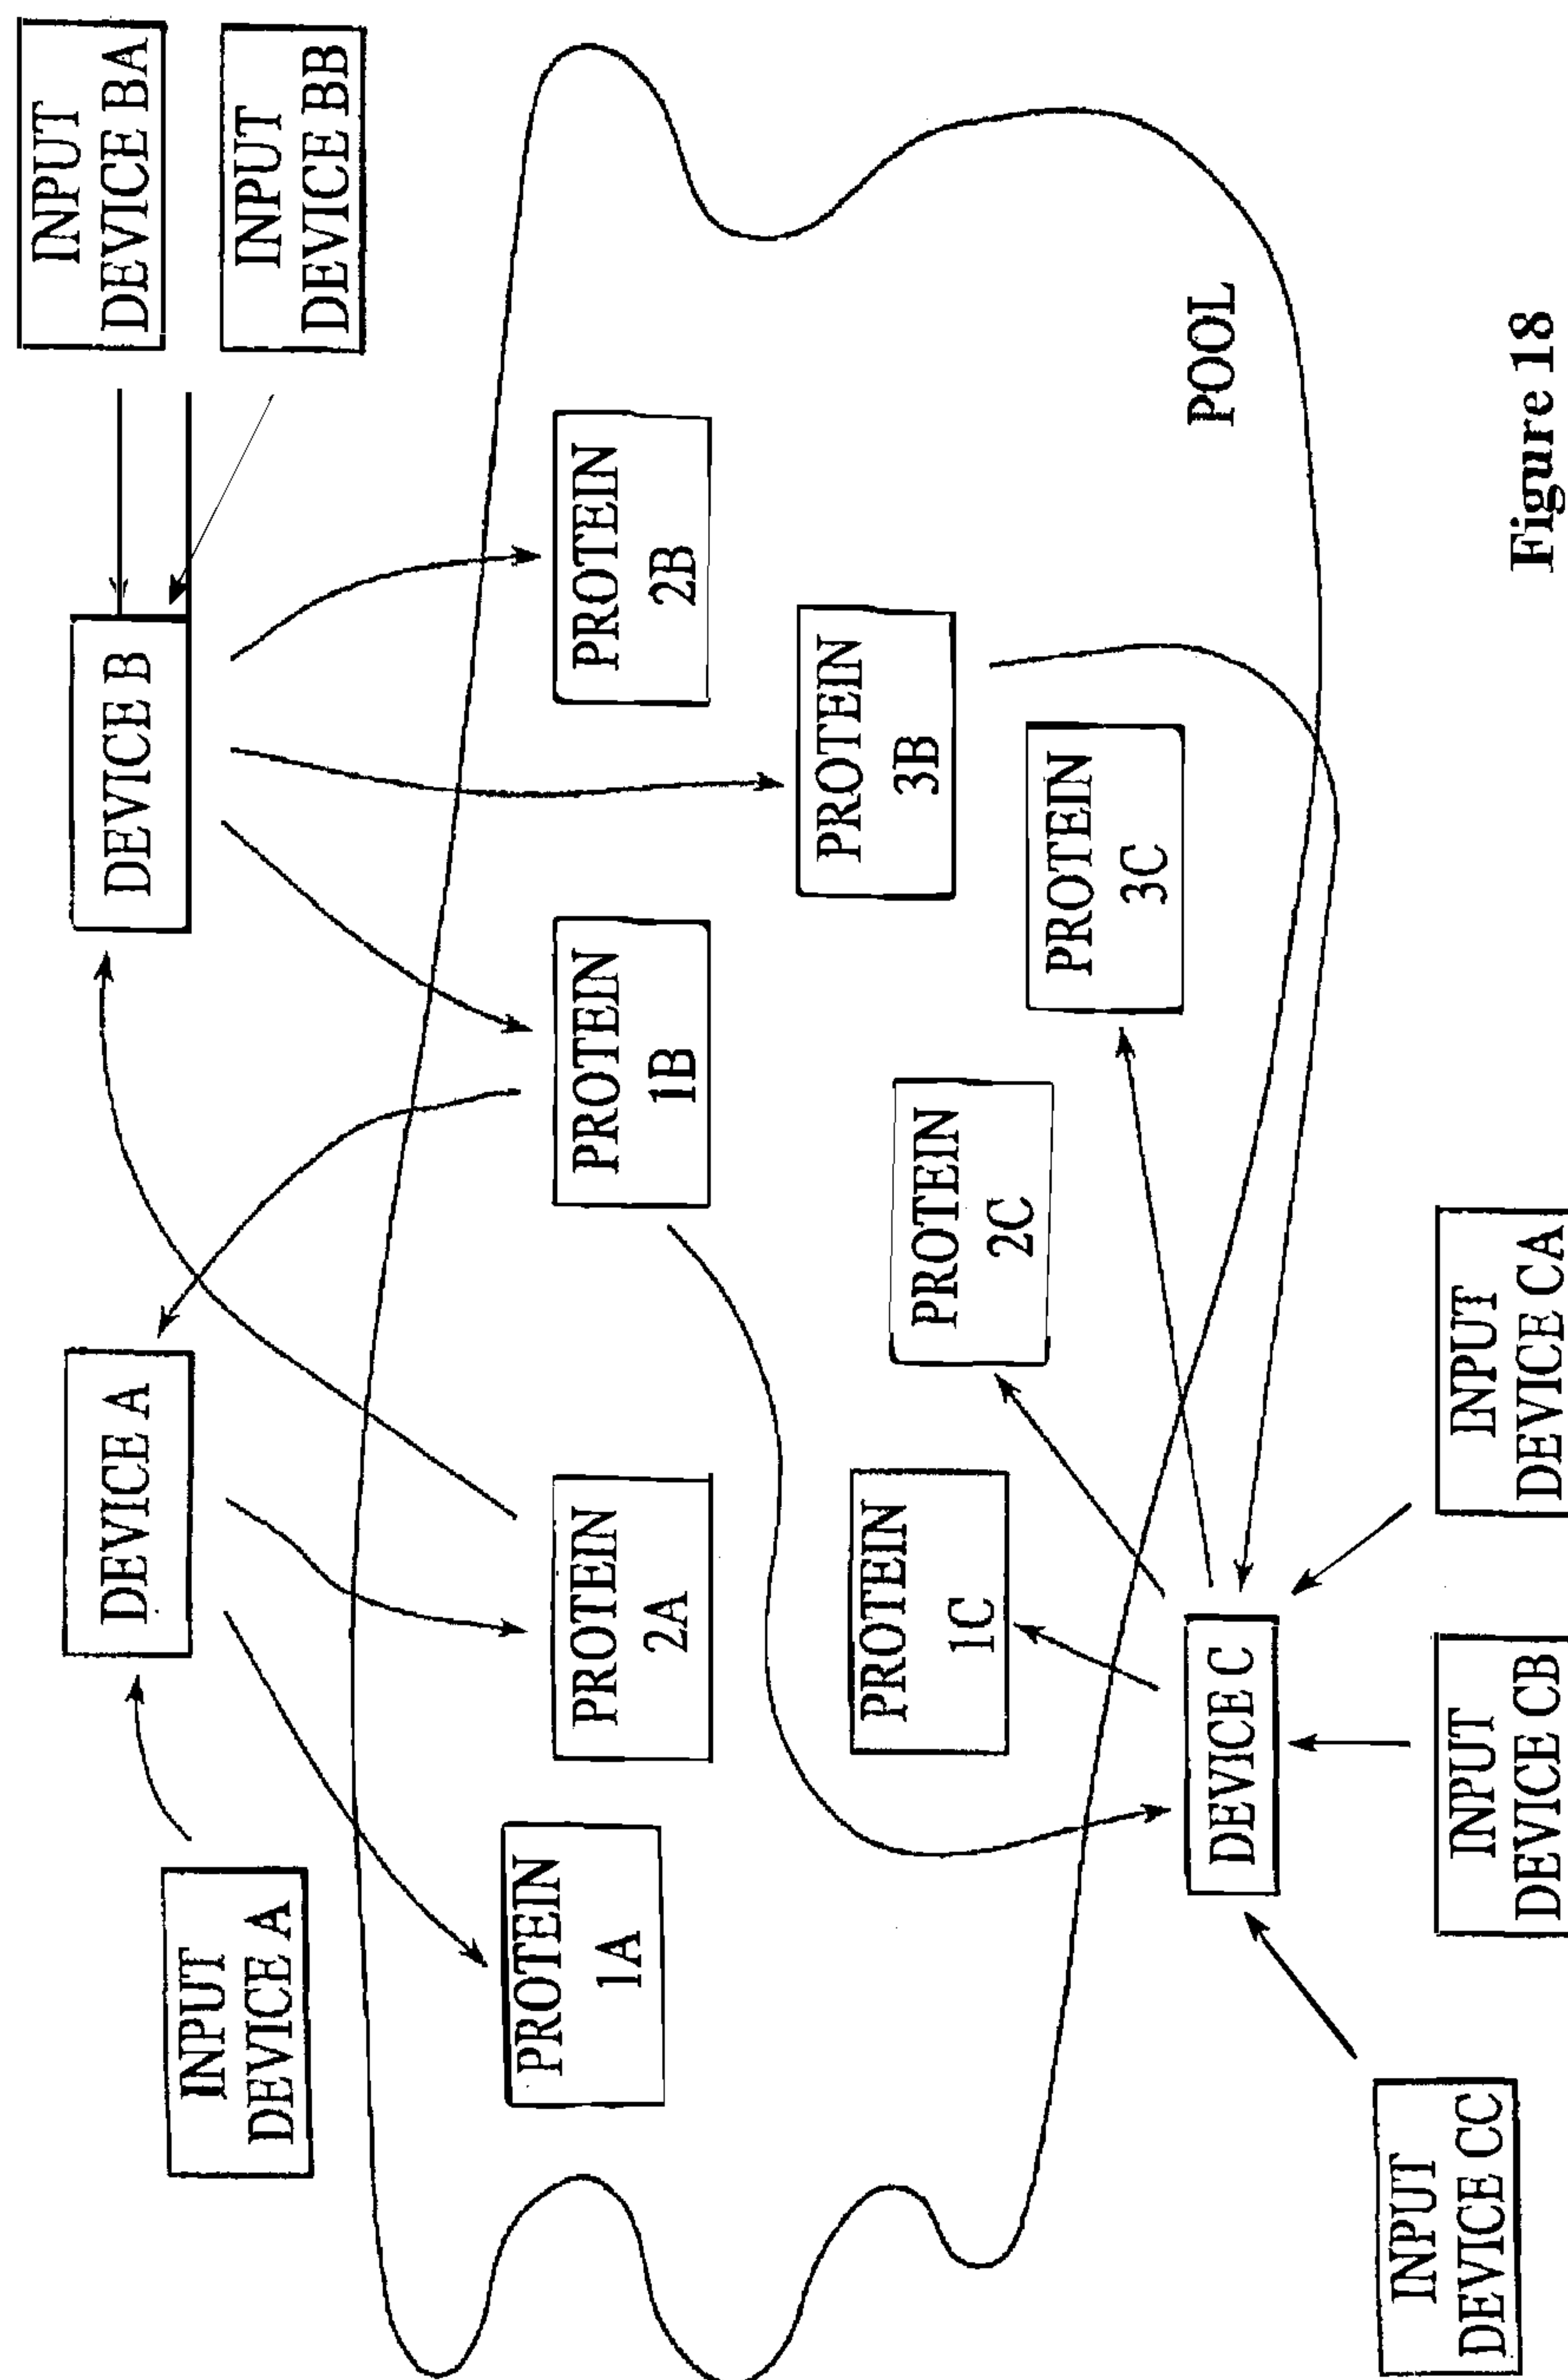 INPUT
DEVICE A
DEVICE A
DEVICE B
INPUT
DEVICE BA
INPUT
DEVICE BB
PROTEIN
1A
PROTEIN
2A
PROTEIN
1B
PROTEIN
2B
PROTEIN
3B
PROTEIN
1C
PROTEIN
2C
PROTEIN
3C
POOL
DEVICE C
INPUT
DEVICE CC
INPUT
DEVICE CB
INPUT
DEVICE CA
Figure 18